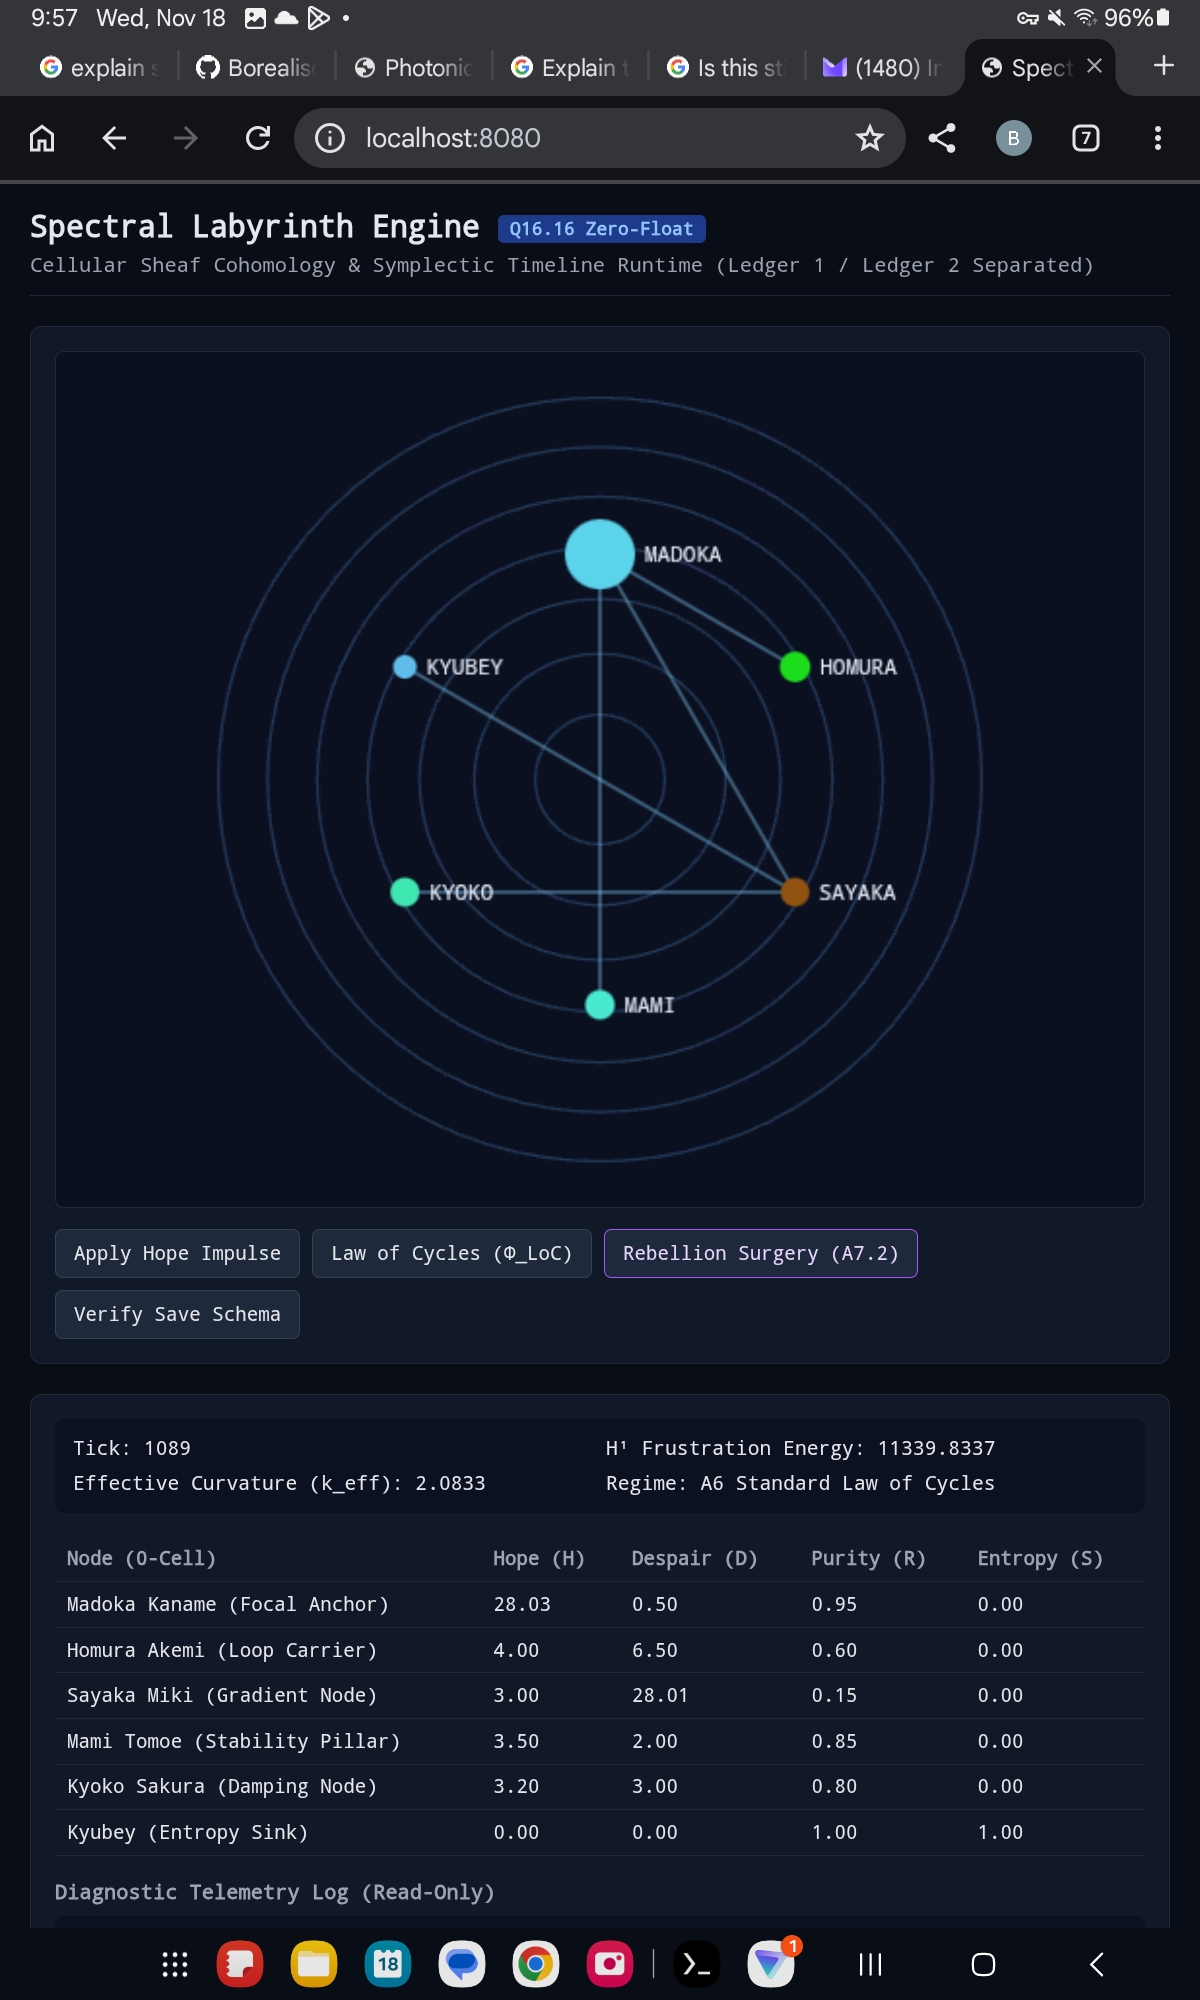 9:57 Wed, Nov 18 96%
explain s Borealis Photonic Explain t Is this sti (1480) In Spect
localhost:8080 B 7
Spectral Labyrinth Engine Q16.16 Zero-Float
Cellular Sheaf Cohomology & Symplectic Timeline Runtime (Ledger 1 / Ledger 2 Separated)
MADOKA
KYUBEY HOMURA
KYOKO SAYAKA
MAMI
Apply Hope Impulse Law of Cycles (Φ_LoC) Rebellion Surgery (A7.2)
Verify Save Schema
Tick: 1089 H¹ Frustration Energy: 11339.8337
Effective Curvature (k_eff): 2.0833 Regime: A6 Standard Law of Cycles
Node (0-Cell) Hope (H) Despair (D) Purity (R) Entropy (S)
Madoka Kaname (Focal Anchor) 28.03 0.50 0.95 0.00
Homura Akemi (Loop Carrier) 4.00 6.50 0.60 0.00
Sayaka Miki (Gradient Node) 3.00 28.01 0.15 0.00
Mami Tomoe (Stability Pillar) 3.50 2.00 0.85 0.00
Kyoko Sakura (Damping Node) 3.20 3.00 0.80 0.00
Kyubey (Entropy Sink) 0.00 0.00 1.00 1.00
Diagnostic Telemetry Log (Read-Only)
18 1